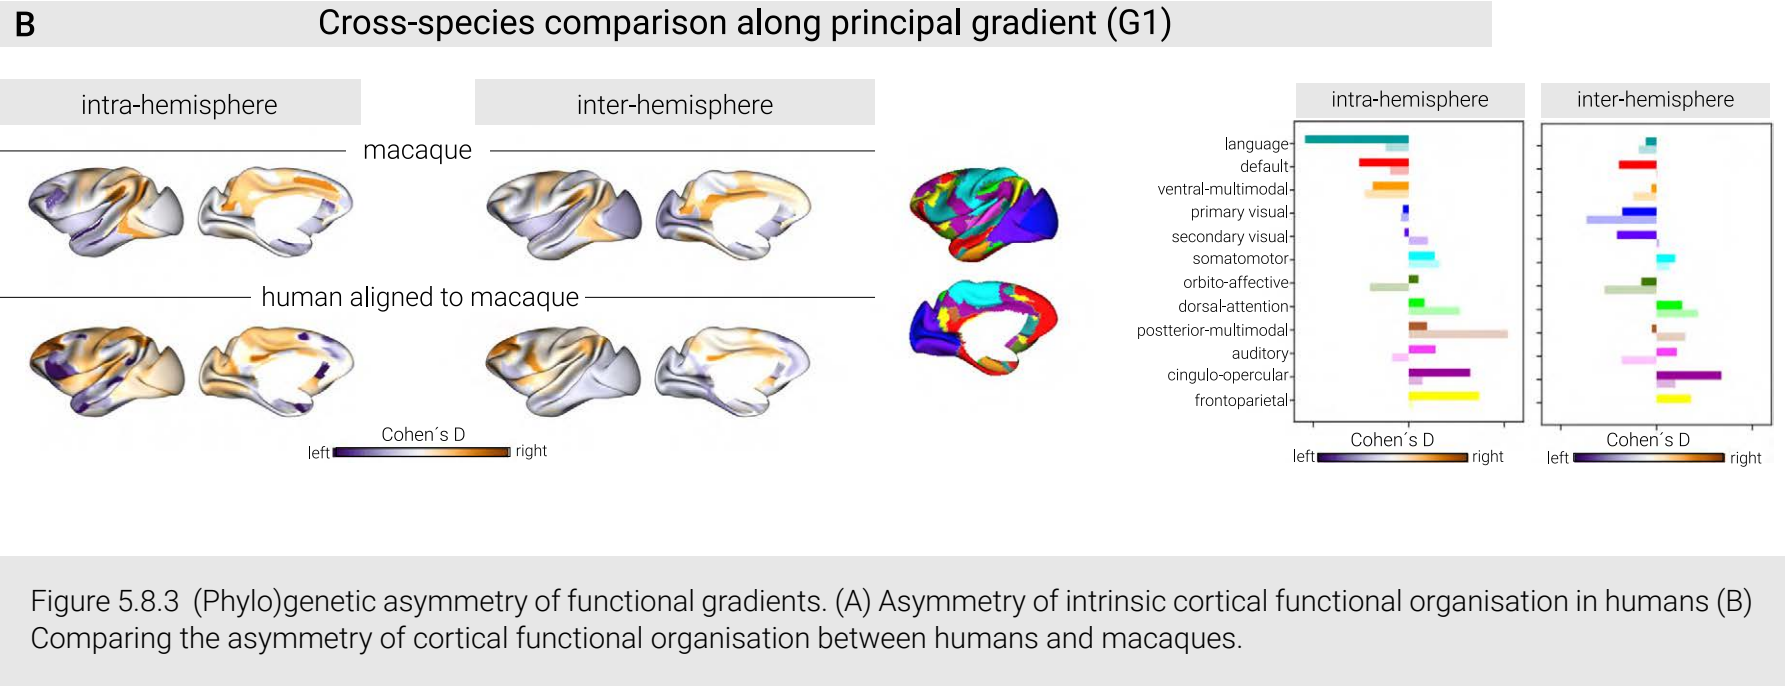 B
Cross-species comparison along principal gradient (G1)
intra-hemisphere
inter-hemisphere
macaque
human aligned to macaque
Cohen´s D
left
right
intra-hemisphere
inter-hemisphere
language
default
ventral-multimodal
primary visual
secondary visual
somatomotor
orbito-affective
dorsal-attention
postterior-multimodal
auditory
cingulo-opercular
frontoparietal
Cohen´s D
left
right
Cohen´s D
left
right
Figure 5.8.3 (Phylo)genetic asymmetry of functional gradients. (A) Asymmetry of intrinsic cortical functional organisation in humans (B)
Comparing the asymmetry of cortical functional organisation between humans and macaques.